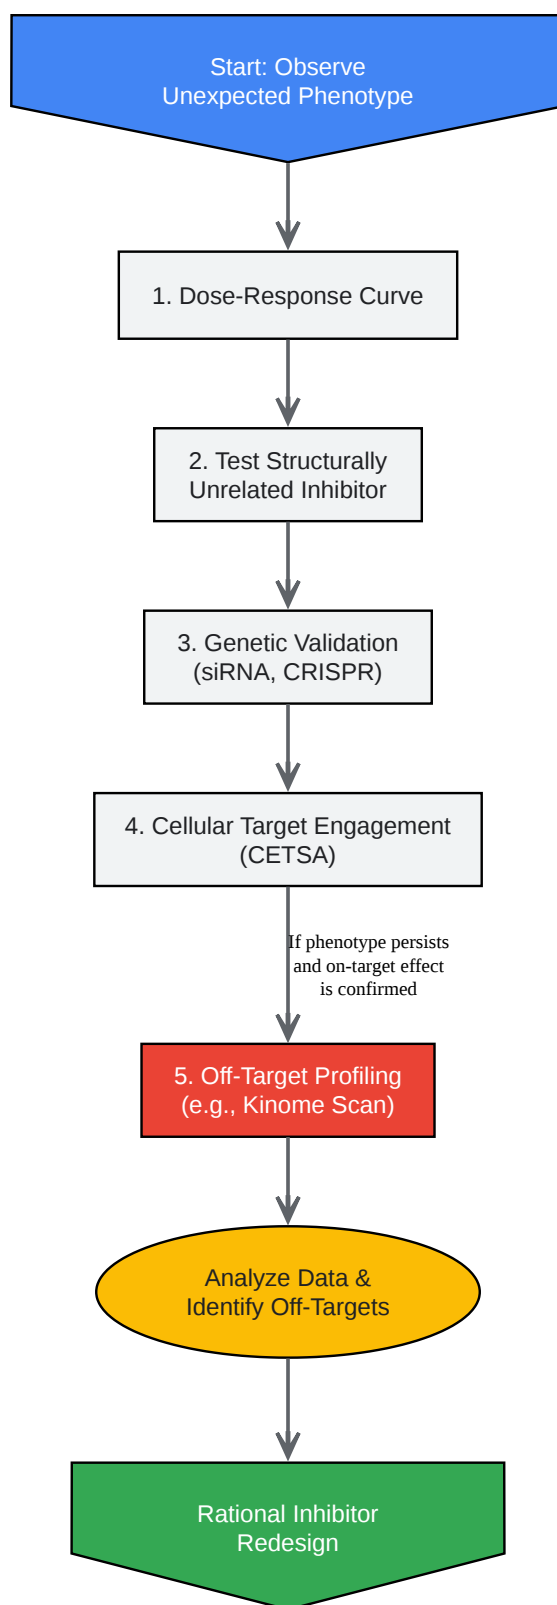 Start: Observe
Unexpected Phenotype
1. Dose-Response Curve
2. Test Structurally
Unrelated Inhibitor
3. Genetic Validation
(siRNA, CRISPR)
4. Cellular Target Engagement
(CETSA)
If phenotype persists
and on-target effect
is confirmed
5. Off-Target Profiling
(e.g., Kinome Scan)
Analyze Data &
Identify Off-Targets
Rational Inhibitor
Redesign